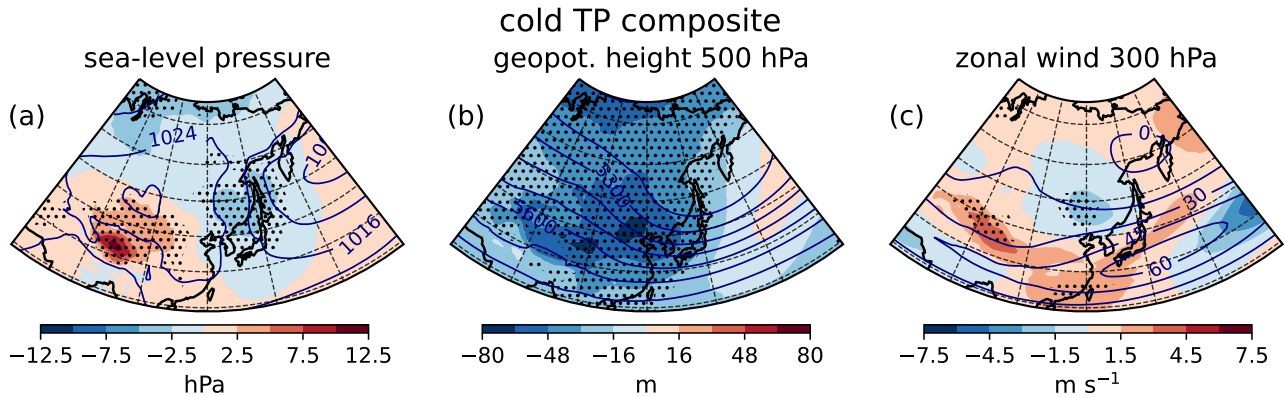 cold TP composite
sea-level pressure
geopot. height 500 hPa
zonal wind 300 hPa
(a)
(b)
(c)
1024
1016
5600
0
30
45
60
−12.5 −7.5 −2.5 2.5 7.5 12.5
hPa
−80 −48 −16 16 48 80
m
−7.5 −4.5 −1.5 1.5 4.5 7.5
m s⁻¹